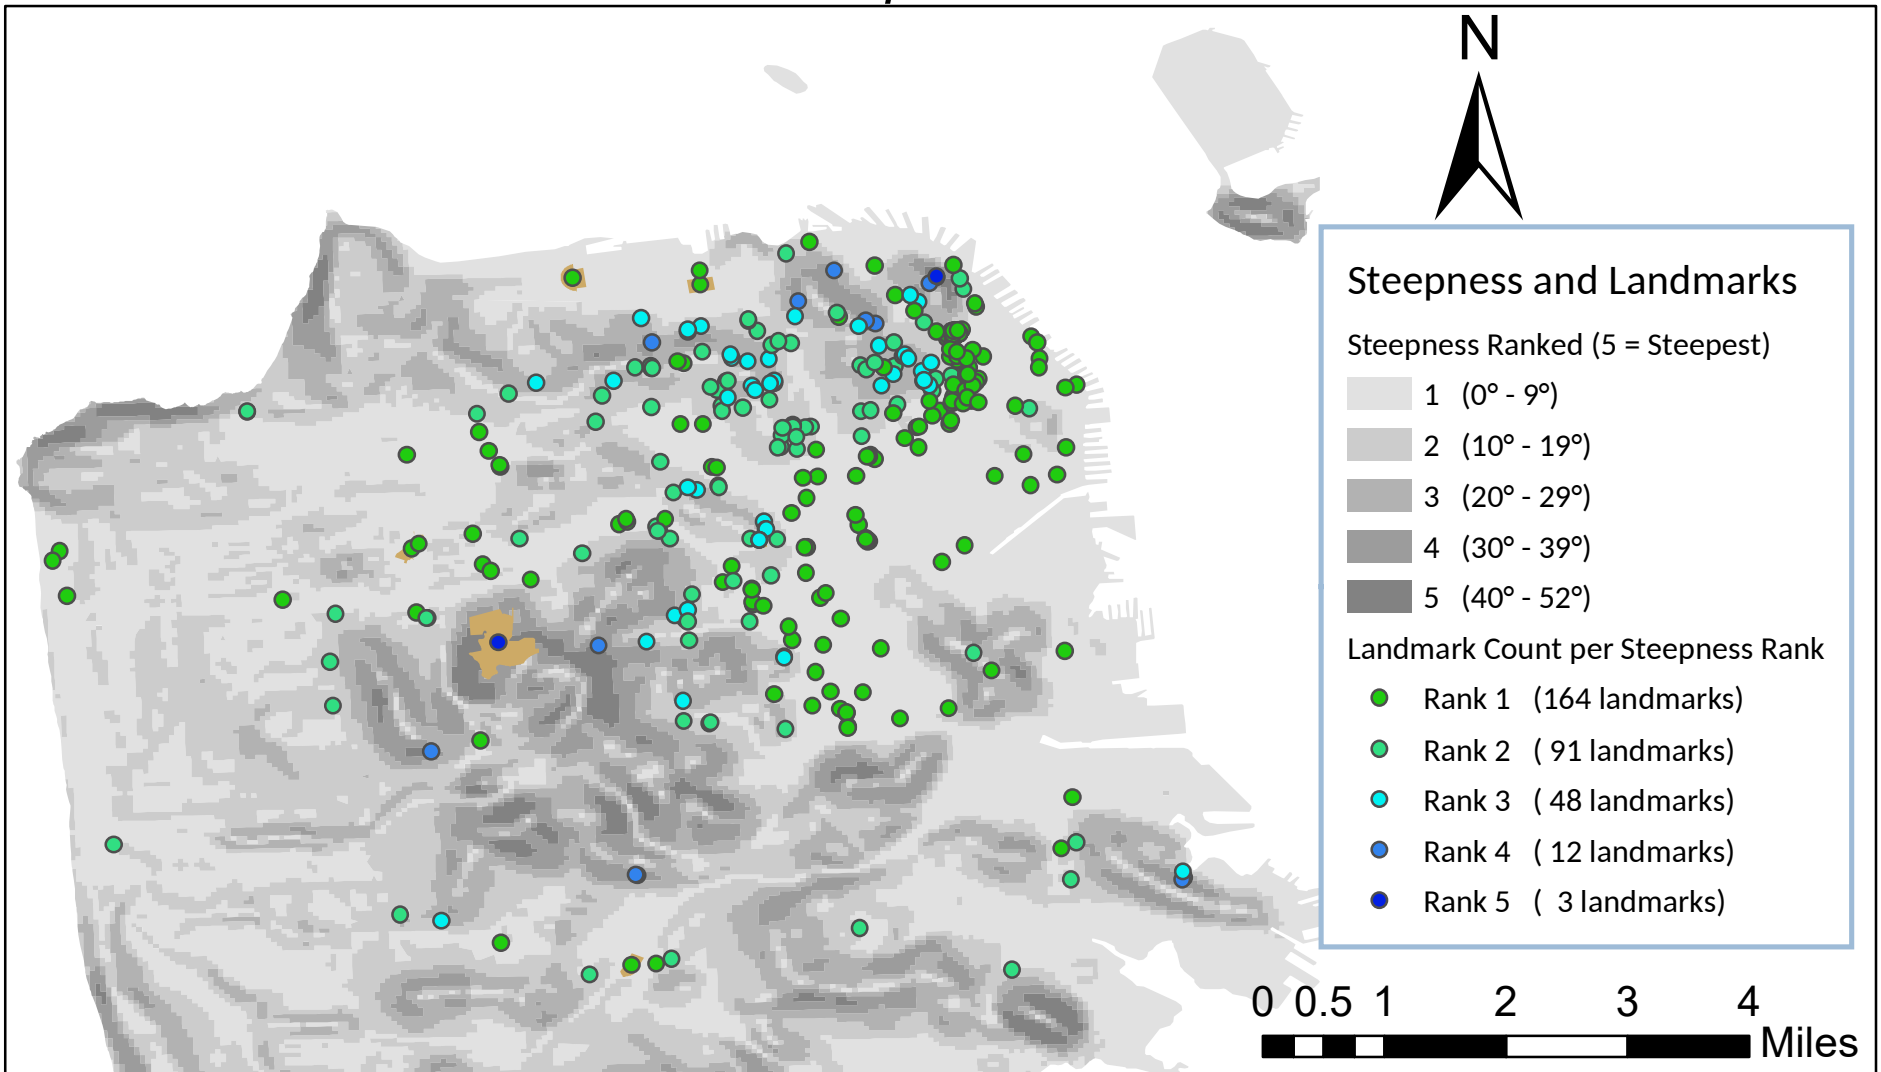 N
Steepness and Landmarks
Steepness Ranked (5 = Steepest)
1 (0° - 9°)
2 (10° - 19°)
3 (20° - 29°)
4 (30° - 39°)
5 (40° - 52°)
Landmark Count per Steepness Rank
Rank 1 (164 landmarks)
Rank 2 ( 91 landmarks)
Rank 3 ( 48 landmarks)
Rank 4 ( 12 landmarks)
Rank 5 ( 3 landmarks)
0 0.5 1 2 3 4
Miles